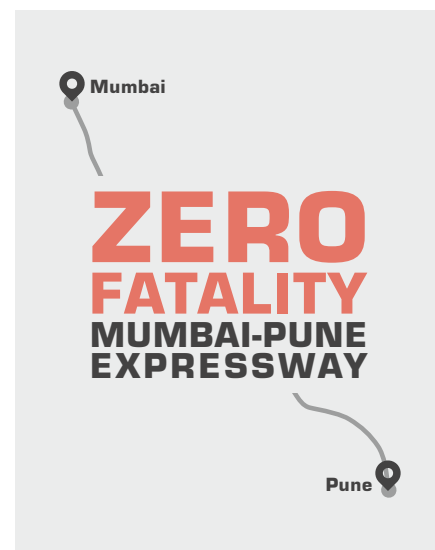 Mumbai
ZERO
FATALITY
MUMBAI-PUNE
EXPRESSWAY
Pune